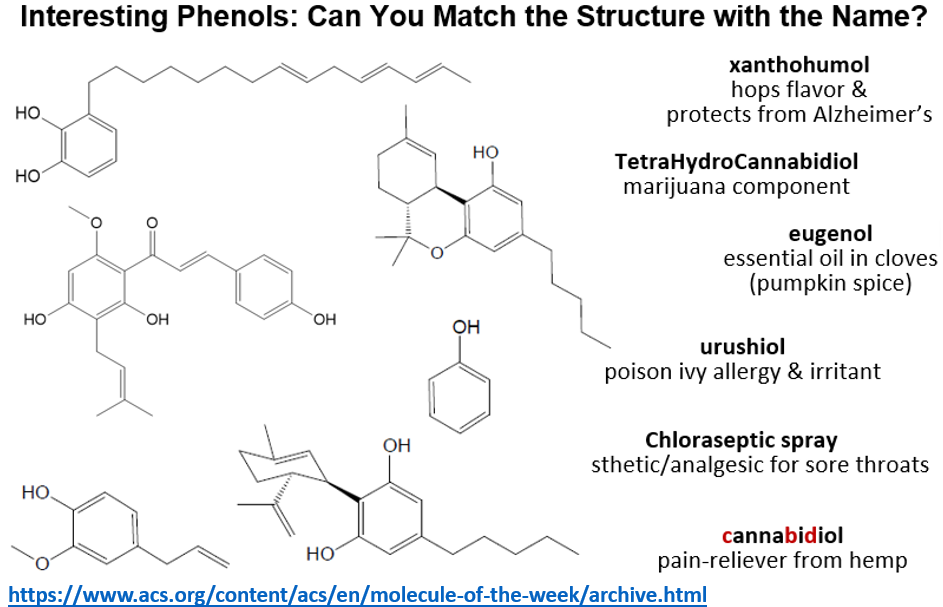 Interesting Phenols: Can You Match the Structure with the Name?
HO
HO
O
O
HO
OH
OH
HO
O
OH
HO
O
OH
HO
xanthohumol
hops flavor &
protects from Alzheimer's
TetraHydroCannabidiol
marijuana component
eugenol
essential oil in cloves
(pumpkin spice)
urushiol
poison ivy allergy & irritant
Chloraseptic spray
sthetic/analgesic for sore throats
cannabidiol
pain-reliever from hemp
https://www.acs.org/content/acs/en/molecule-of-the-week/archive.html